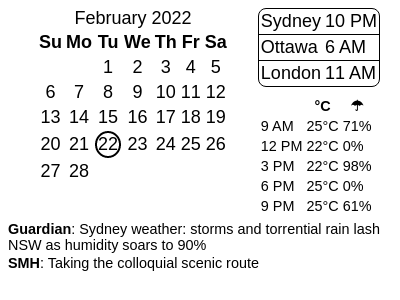 February 2022
Su Mo Tu We Th Fr Sa
1 2 3 4 5
6 7 8 9 10 11 12
13 14 15 16 17 18 19
20 21 22 23 24 25 26
27 28
Sydney 10 PM
Ottawa 6 AM
London 11 AM
°C ☂
9 AM 25°C 71%
12 PM 22°C 0%
3 PM 22°C 98%
6 PM 25°C 0%
9 PM 25°C 61%
Guardian: Sydney weather: storms and torrential rain lash
NSW as humidity soars to 90%
SMH: Taking the colloquial scenic route